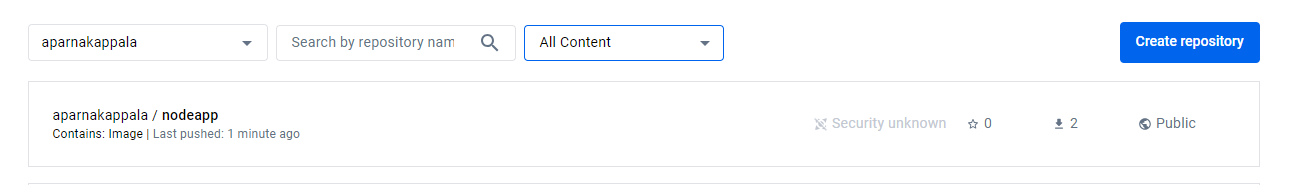 aparnakappala
Search by repository nam
All Content
Create repository
aparnakappala / nodeapp
Contains: Image | Last pushed: 1 minute ago
Security unknown
0
2
Public